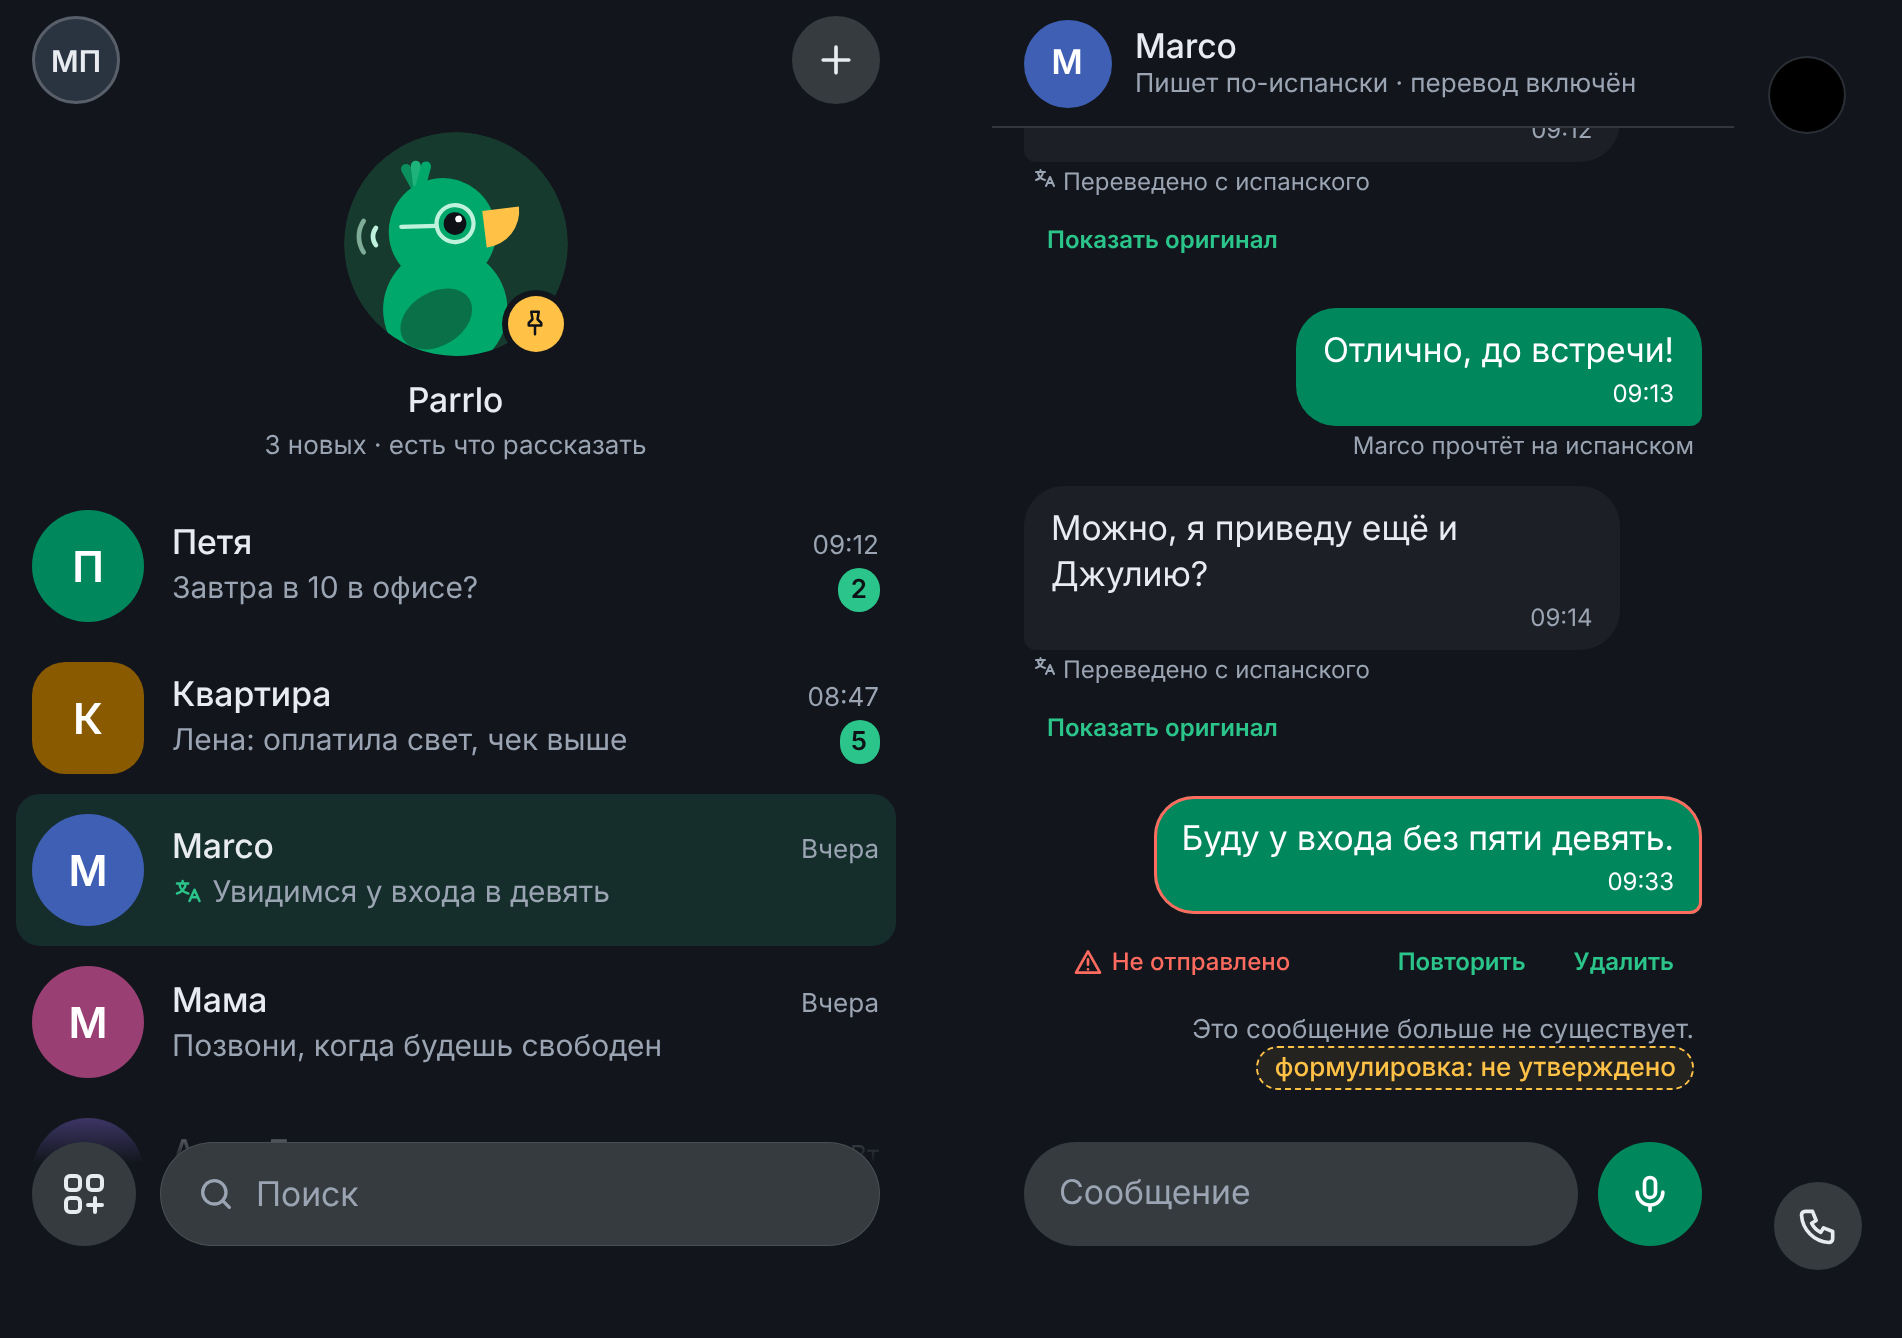 МП
Parrlo
3 новых · есть что рассказать
П
Петя
09:12
Завтра в 10 в офисе?
2
К
Квартира
08:47
Лена: оплатила свет, чек выше
5
M
Marco
Вчера
Увидимся у входа в девять
М
Мама
Вчера
Позвони, когда будешь свободен
Поиск
M
Marco
Пишет по-испански · перевод включён
09:12
Переведено с испанского
Показать оригинал
Отлично, до встречи!
09:13
Marco прочтёт на испанском
Можно, я приведу ещё и
Джулию?
09:14
Переведено с испанского
Показать оригинал
Буду у входа без пяти девять.
09:33
Не отправлено
Повторить
Удалить
Это сообщение больше не существует.
формулировка: не утверждено
Сообщение